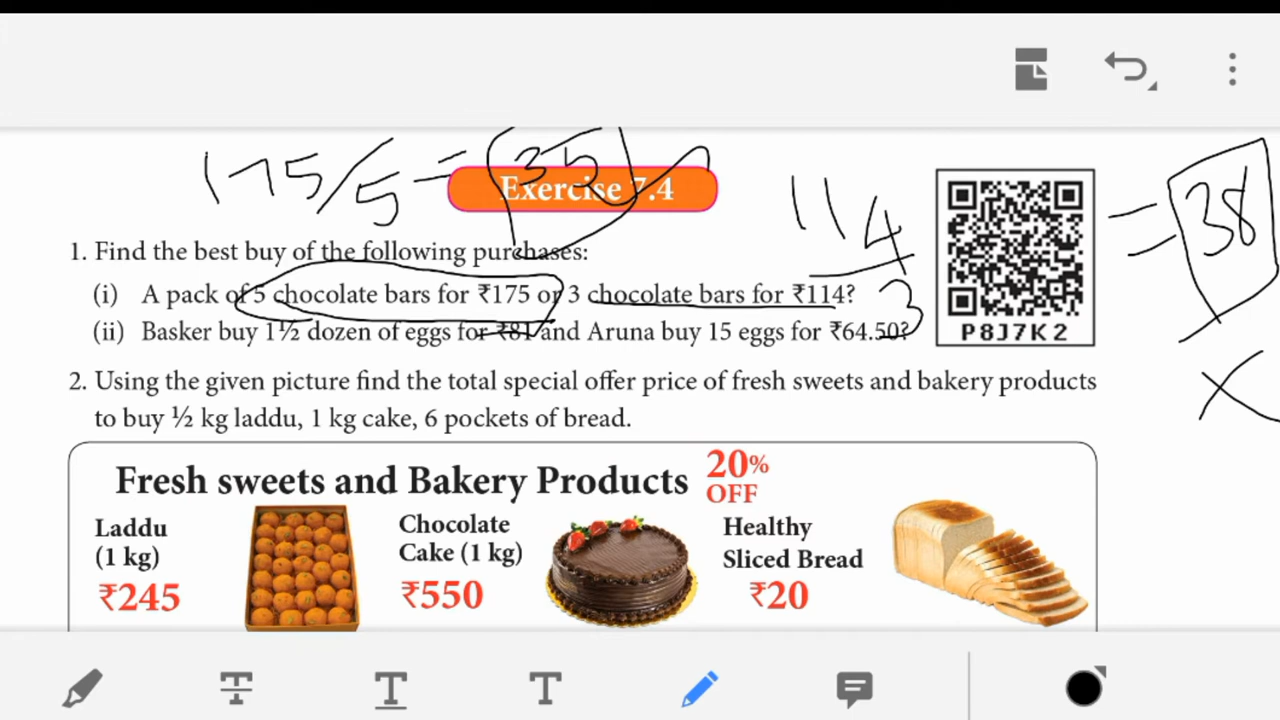 175/5 = 35
Exercise 7.4
114
3
= 38
1. Find the best buy of the following purchases:
(i) A pack of 5 chocolate bars for ₹175 or 3 chocolate bars for ₹114?
(ii) Basker buy 1½ dozen of eggs for ₹81 and Aruna buy 15 eggs for ₹64.50?
P8J7K2
2. Using the given picture find the total special offer price of fresh sweets and bakery products
to buy ½ kg laddu, 1 kg cake, 6 pockets of bread.
Fresh sweets and Bakery Products
20%
OFF
Laddu
(1 kg)
₹245
Chocolate
Cake (1 kg)
₹550
Healthy
Sliced Bread
₹20
T
T
T